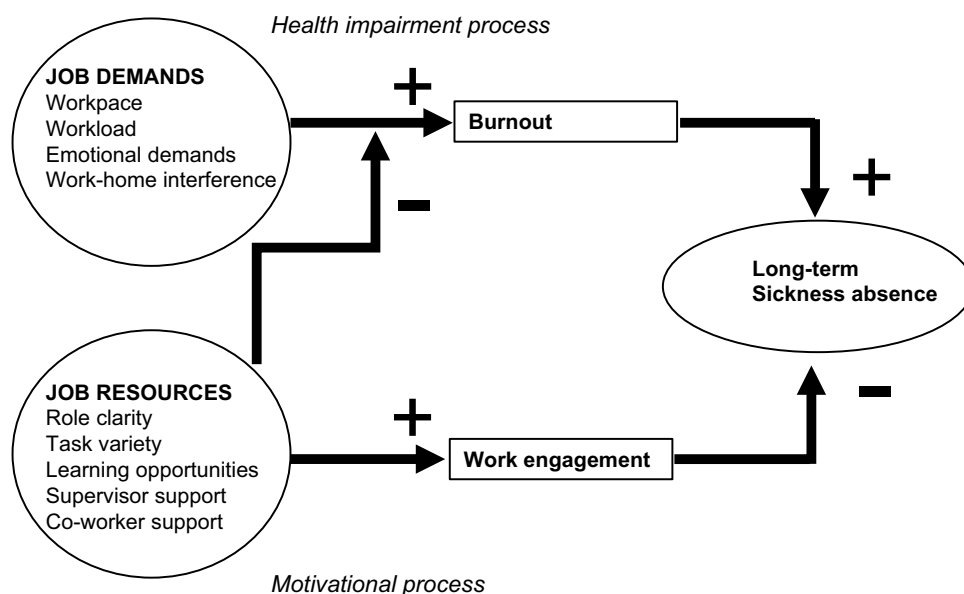 Health impairment process
JOB DEMANDS
Workpace
Workload
Emotional demands
Work-home interference
+
Burnout
−
+
Long-term
Sickness absence
JOB RESOURCES
Role clarity
Task variety
Learning opportunities
Supervisor support
Co-worker support
+
Work engagement
−
Motivational process